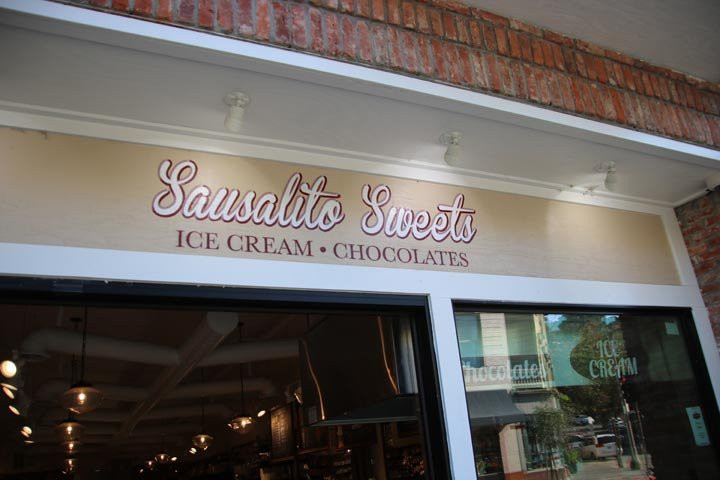 Sausalito Sweets
ICE CREAM • CHOCOLATES
Chocolates
ICE
CREAM